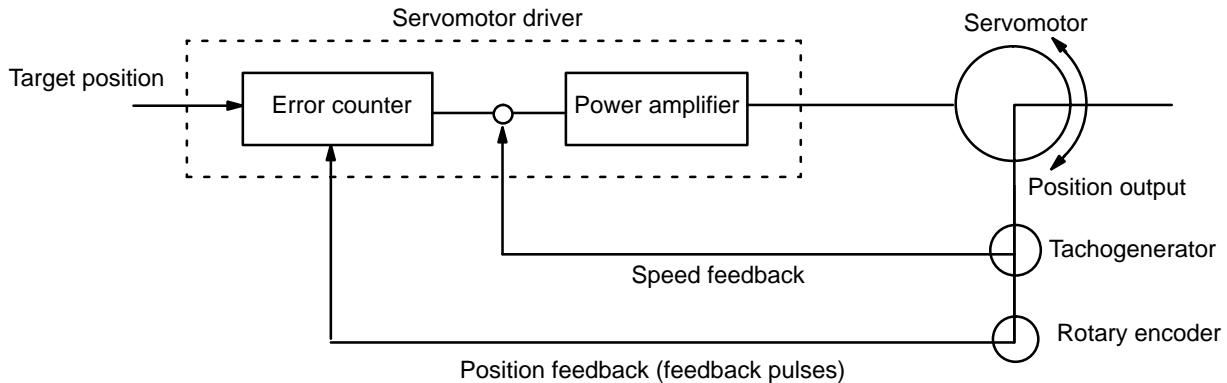 Servomotor driver
Servomotor
Target position
Error counter
Power amplifier
Position output
Tachogenerator
Speed feedback
Rotary encoder
Position feedback (feedback pulses)